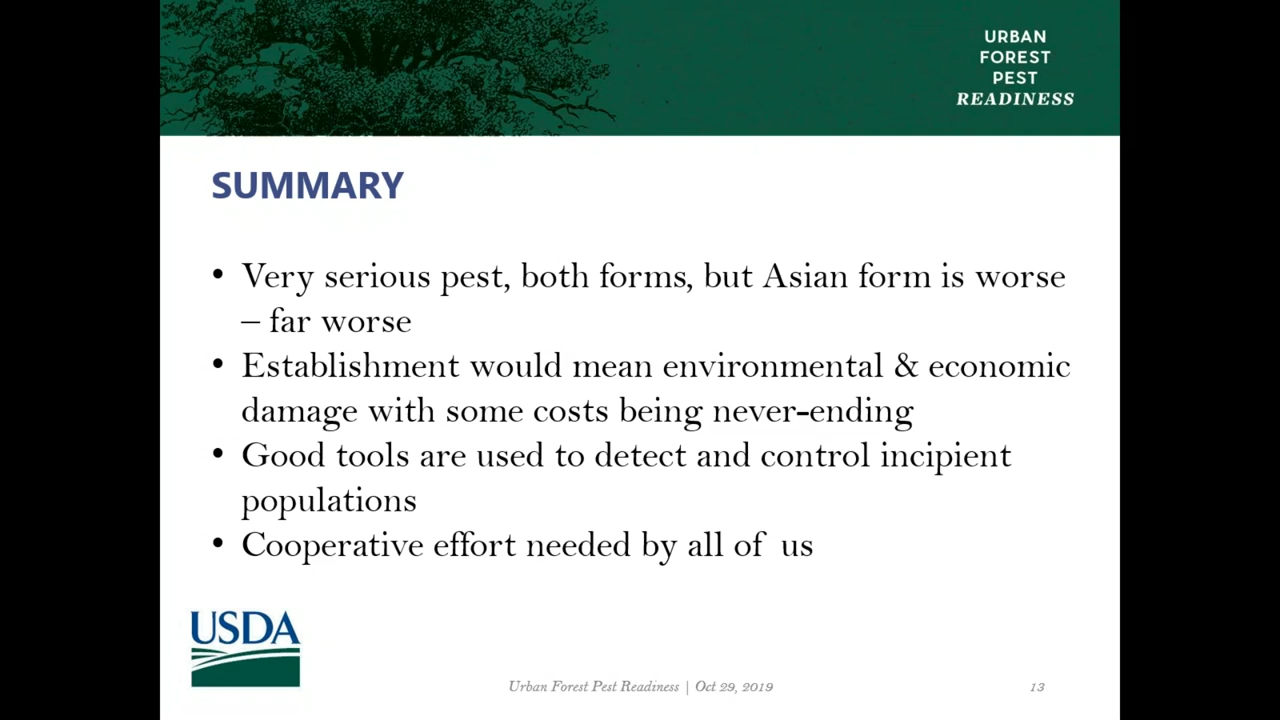 URBAN
FOREST
PEST
READINESS
SUMMARY
• Very serious pest, both forms, but Asian form is worse
– far worse
• Establishment would mean environmental & economic
damage with some costs being never-ending
• Good tools are used to detect and control incipient
populations
• Cooperative effort needed by all of us
USDA
Urban Forest Pest Readiness | Oct 29, 2019
13